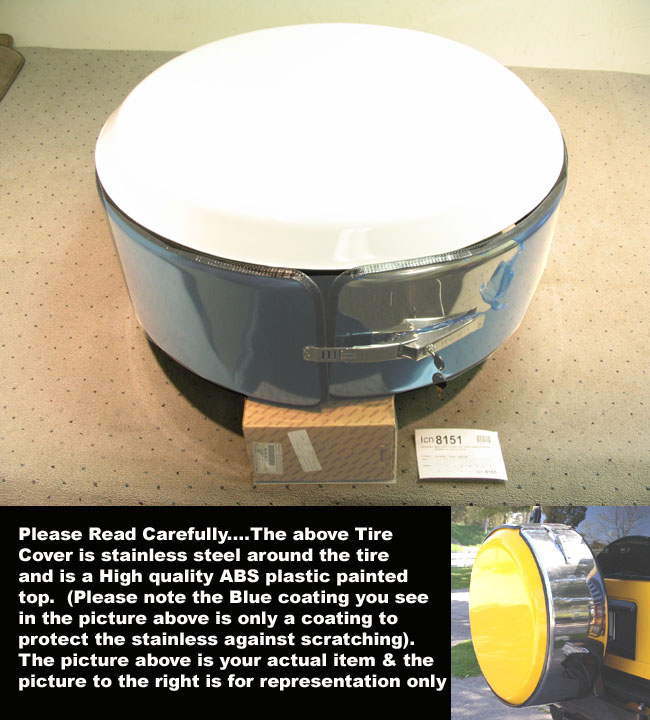 lcn 8151
Please Read Carefully....The above Tire
Cover is stainless steel around the tire
and is a High quality ABS plastic painted
top.  (Please note the Blue coating you see
in the picture above is only a coating to
protect the stainless against scratching).
The picture above is your actual item & the
picture to the right is for representation only